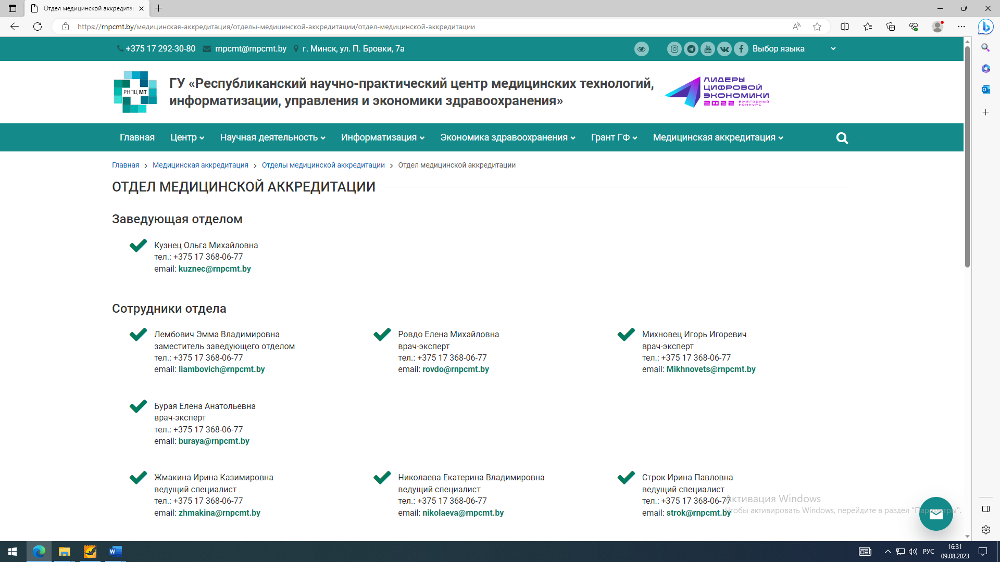 Отдел медицинской аккредита
https://rnpcmt.by/медицинская-аккредитация/отделы-медицинской-аккредитации/отдел-медицинской-аккредитации
+375 17 292-30-80 rnpcmt@rnpcmt.by г. Минск, ул. П. Бровки, 7а
Выбор языка
РНПЦ МТ
ГУ «Республиканский научно-практический центр медицинских технологий,
информатизации, управления и экономики здравоохранения»
ЛИДЕРЫ
ЦИФРОВОЙ
ЭКОНОМИКИ
2022 ЕЖЕГОДНЫЙ
КОНКУРС
Главная Центр Научная деятельность Информатизация Экономика здравоохранения Грант ГФ Медицинская аккредитация
Главная Медицинская аккредитация Отделы медицинской аккредитации Отдел медицинской аккредитации
ОТДЕЛ МЕДИЦИНСКОЙ АККРЕДИТАЦИИ
Заведующая отделом
Кузнец Ольга Михайловна
тел.: +375 17 368-06-77
email: kuznec@rnpcmt.by
Сотрудники отдела
Лембович Эмма Владимировна
заместитель заведующего отделом
тел.: +375 17 368-06-77
email: liambovich@rnpcmt.by
Ровдо Елена Михайловна
врач-эксперт
тел.: +375 17 368-06-77
email: rovdo@rnpcmt.by
Михновец Игорь Игоревич
врач-эксперт
тел.: +375 17 368-06-77
email: Mikhnovets@rnpcmt.by
Бурая Елена Анатольевна
врач-эксперт
тел.: +375 17 368-06-77
email: buraya@rnpcmt.by
Жмакина Ирина Казимировна
ведущий специалист
тел.: +375 17 368-06-77
email: zhmakina@rnpcmt.by
Николаева Екатерина Владимировна
ведущий специалист
тел.: +375 17 368-06-77
email: nikolaeva@rnpcmt.by
Строк Ирина Павловна
ведущий специалист
тел.: +375 17 368-06-77
email: strok@rnpcmt.by
Активация Windows
Чтобы активировать Windows, перейдите в раздел "Параметры".
РУС
16:31
09.08.2023